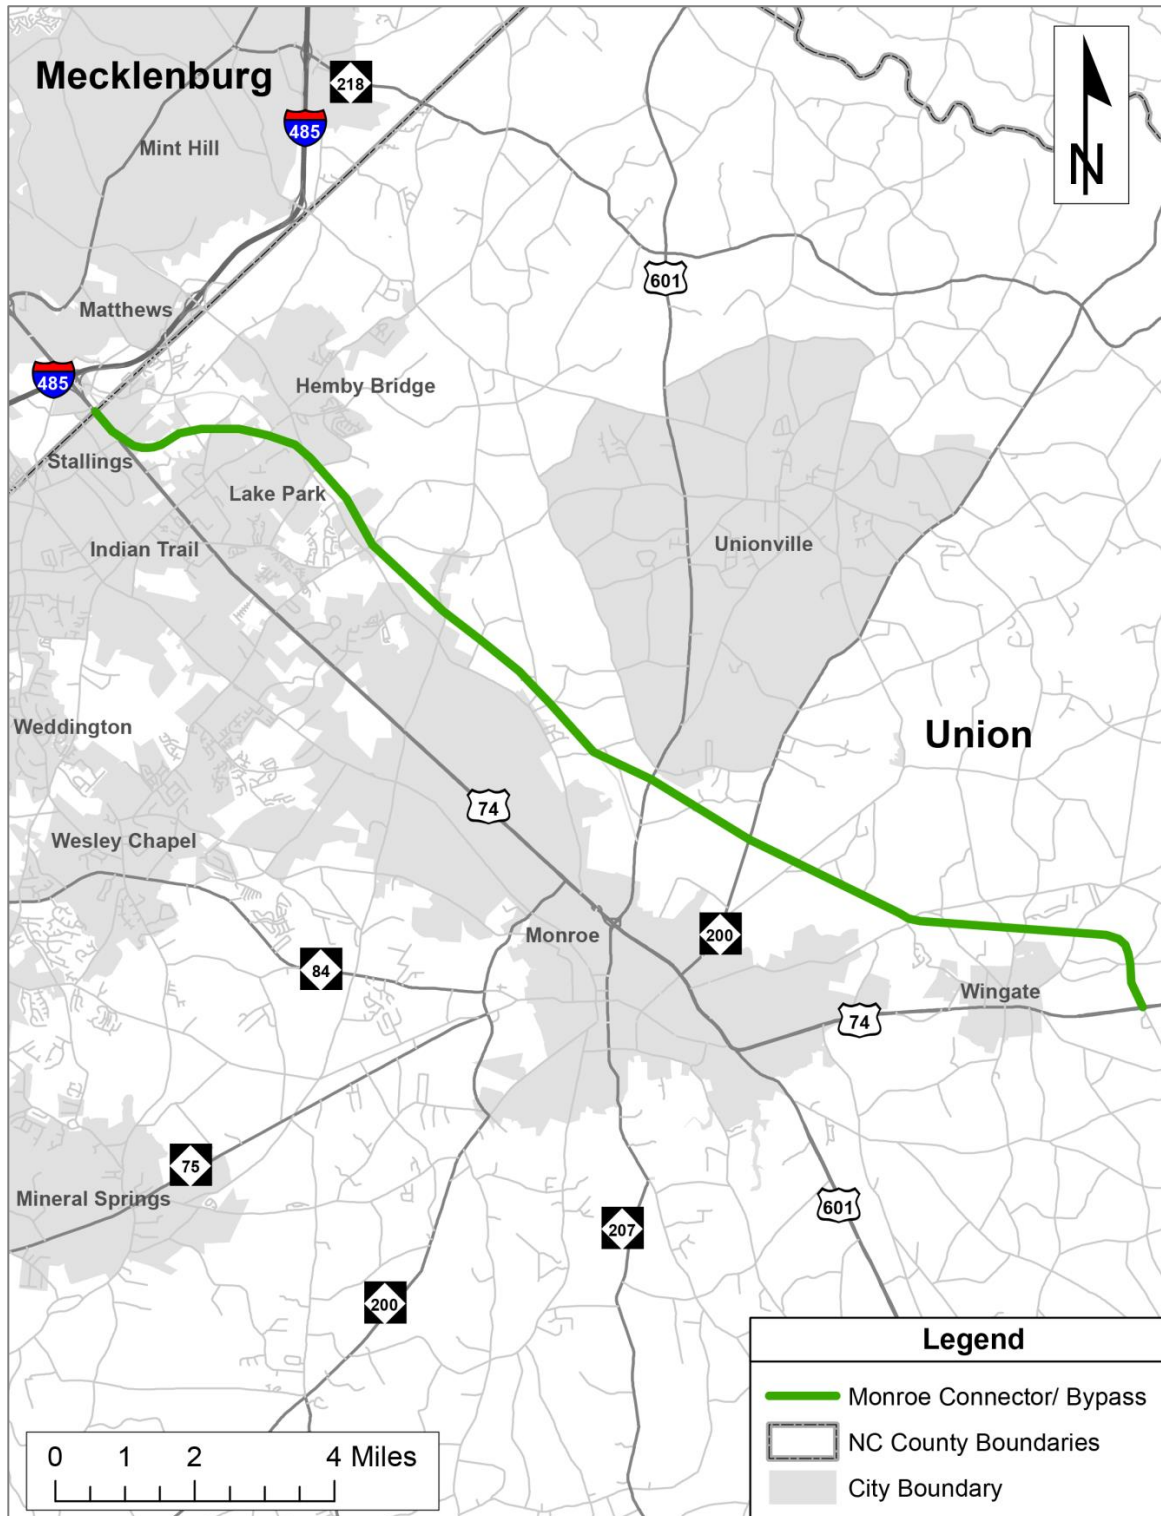 Mecklenburg
218
485
Mint Hill
N
601
Matthews
485
Hemby Bridge
Stallings
Lake Park
Indian Trail
Unionville
Weddington
Union
74
Wesley Chapel
Monroe
200
84
Wingate
74
75
Mineral Springs
601
207
200
Legend
Monroe Connector/ Bypass
NC County Boundaries
City Boundary
0 1 2 4 Miles